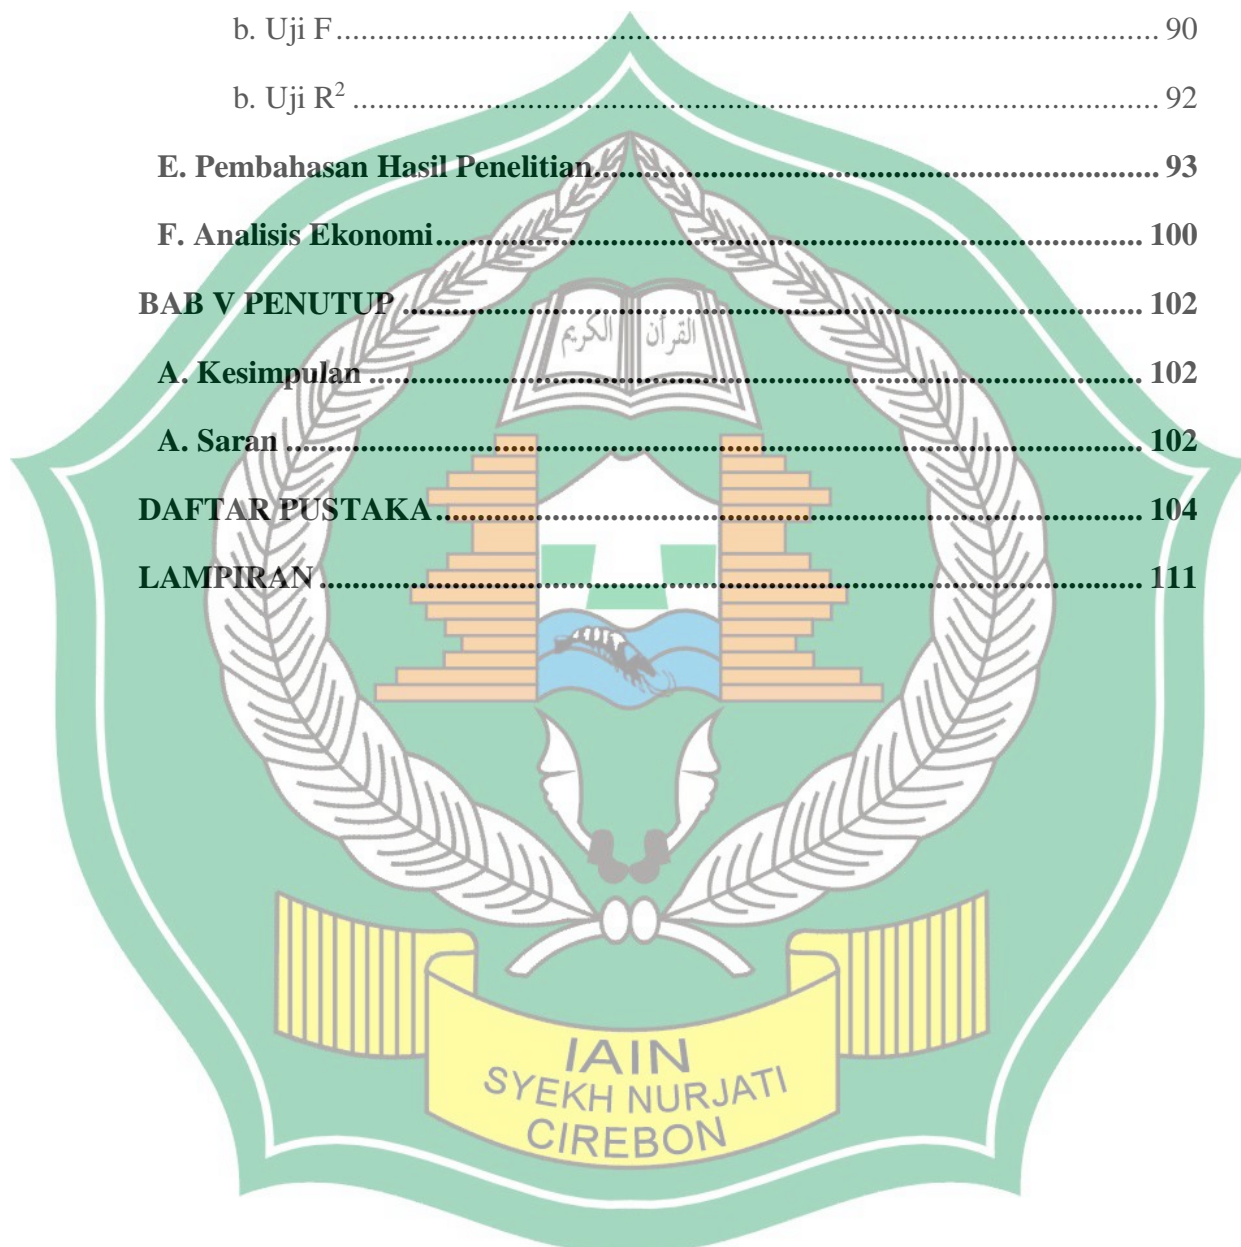 b. Uji F ........................................................................................................ 90
b. Uji R² ...................................................................................................... 92
E. Pembahasan Hasil Penelitian....................................................................... 93
F. Analisis Ekonomi......................................................................................... 100
BAB V PENUTUP ............................................................................................ 102
القرآن الكريم
A. Kesimpulan ................................................................................................. 102
A. Saran ........................................................................................................... 102
DAFTAR PUSTAKA......................................................................................... 104
LAMPIRAN ....................................................................................................... 111
IAIN
SYEKH NURJATI
CIREBON